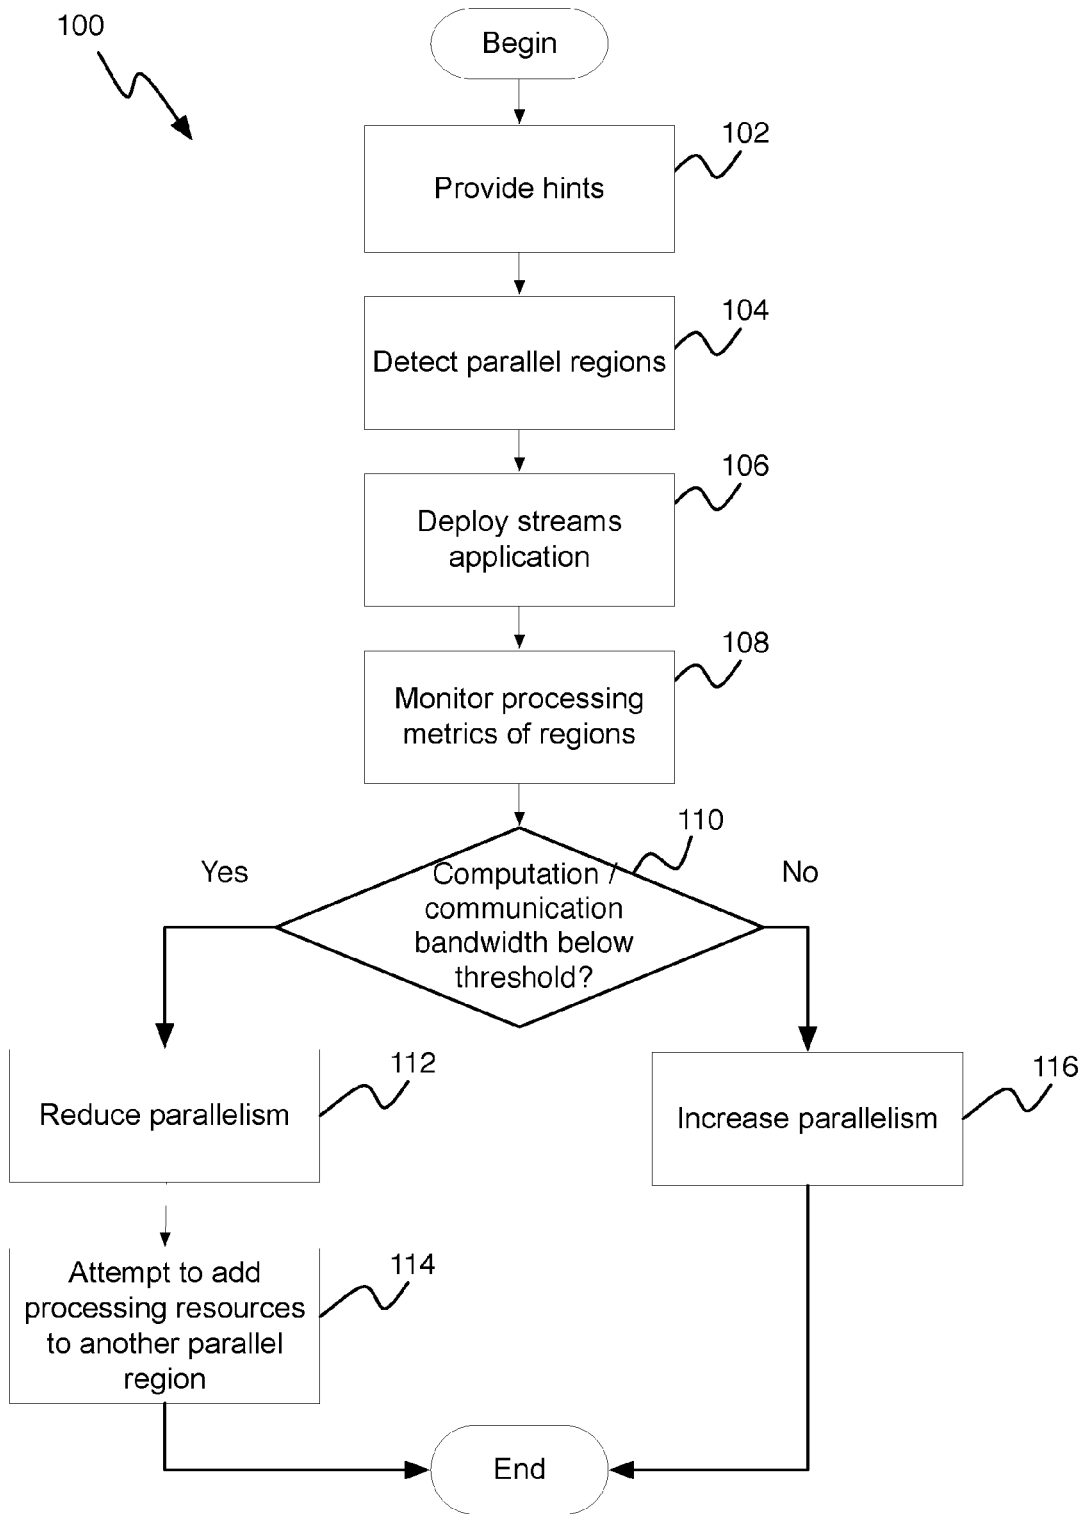 100
Begin
102
Provide hints
104
Detect parallel regions
106
Deploy streams
application
108
Monitor processing
metrics of regions
110
Yes
No
Computation /
communication
bandwidth below
threshold?
112
Reduce parallelism
116
Increase parallelism
114
Attempt to add
processing resources
to another parallel
region
End